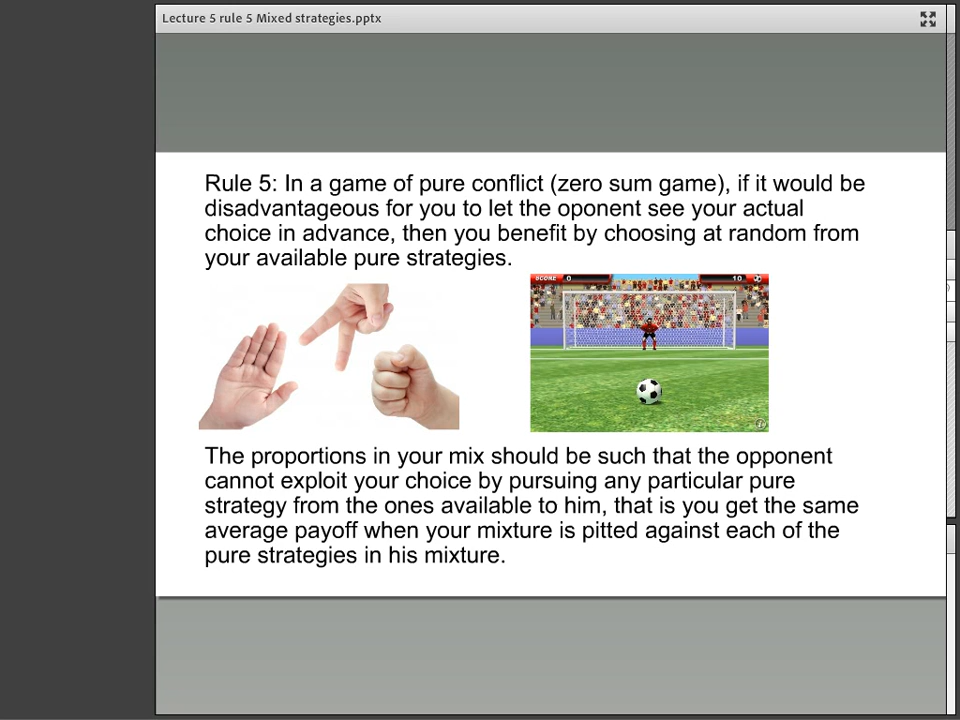 Lecture 5 rule 5 Mixed strategies.pptx
Rule 5: In a game of pure conflict (zero sum game), if it would be
disadvantageous for you to let the oponent see your actual
choice in advance, then you benefit by choosing at random from
your available pure strategies.
SCORE 0 10
The proportions in your mix should be such that the opponent
cannot exploit your choice by pursuing any particular pure
strategy from the ones available to him, that is you get the same
average payoff when your mixture is pitted against each of the
pure strategies in his mixture.